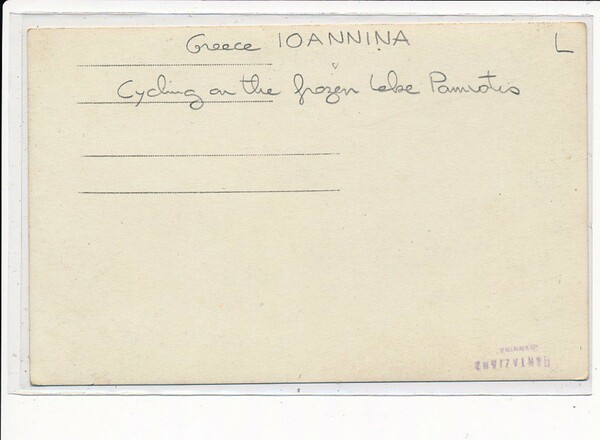 Greece IOANNINA
L
Cycling on the frozen Lake Pamvotis